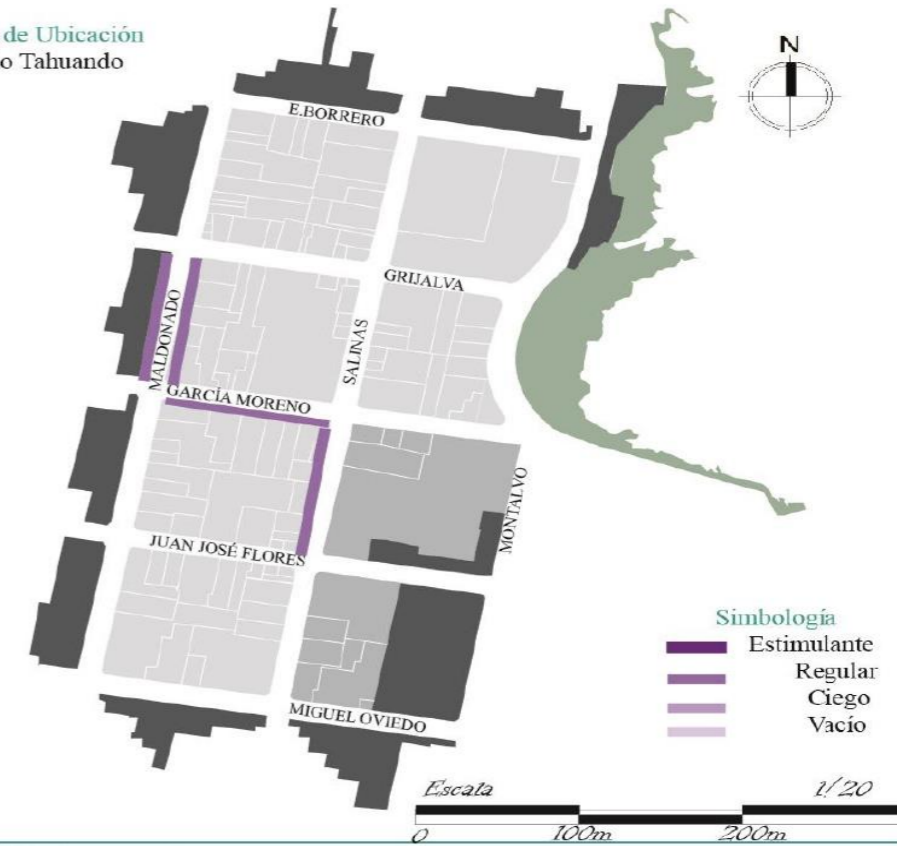 de Ubicación
o Tahuando
N
E.BORRERO
GRIJALVA
MALDONADO
SALINAS
GARCÍA MORENO
MONTALVO
JUAN JOSÉ FLORES
MIGUEL OVIEDO
Simbología
Estimulante
Regular
Ciego
Vacío
Escala 1/20
0 100m 200m